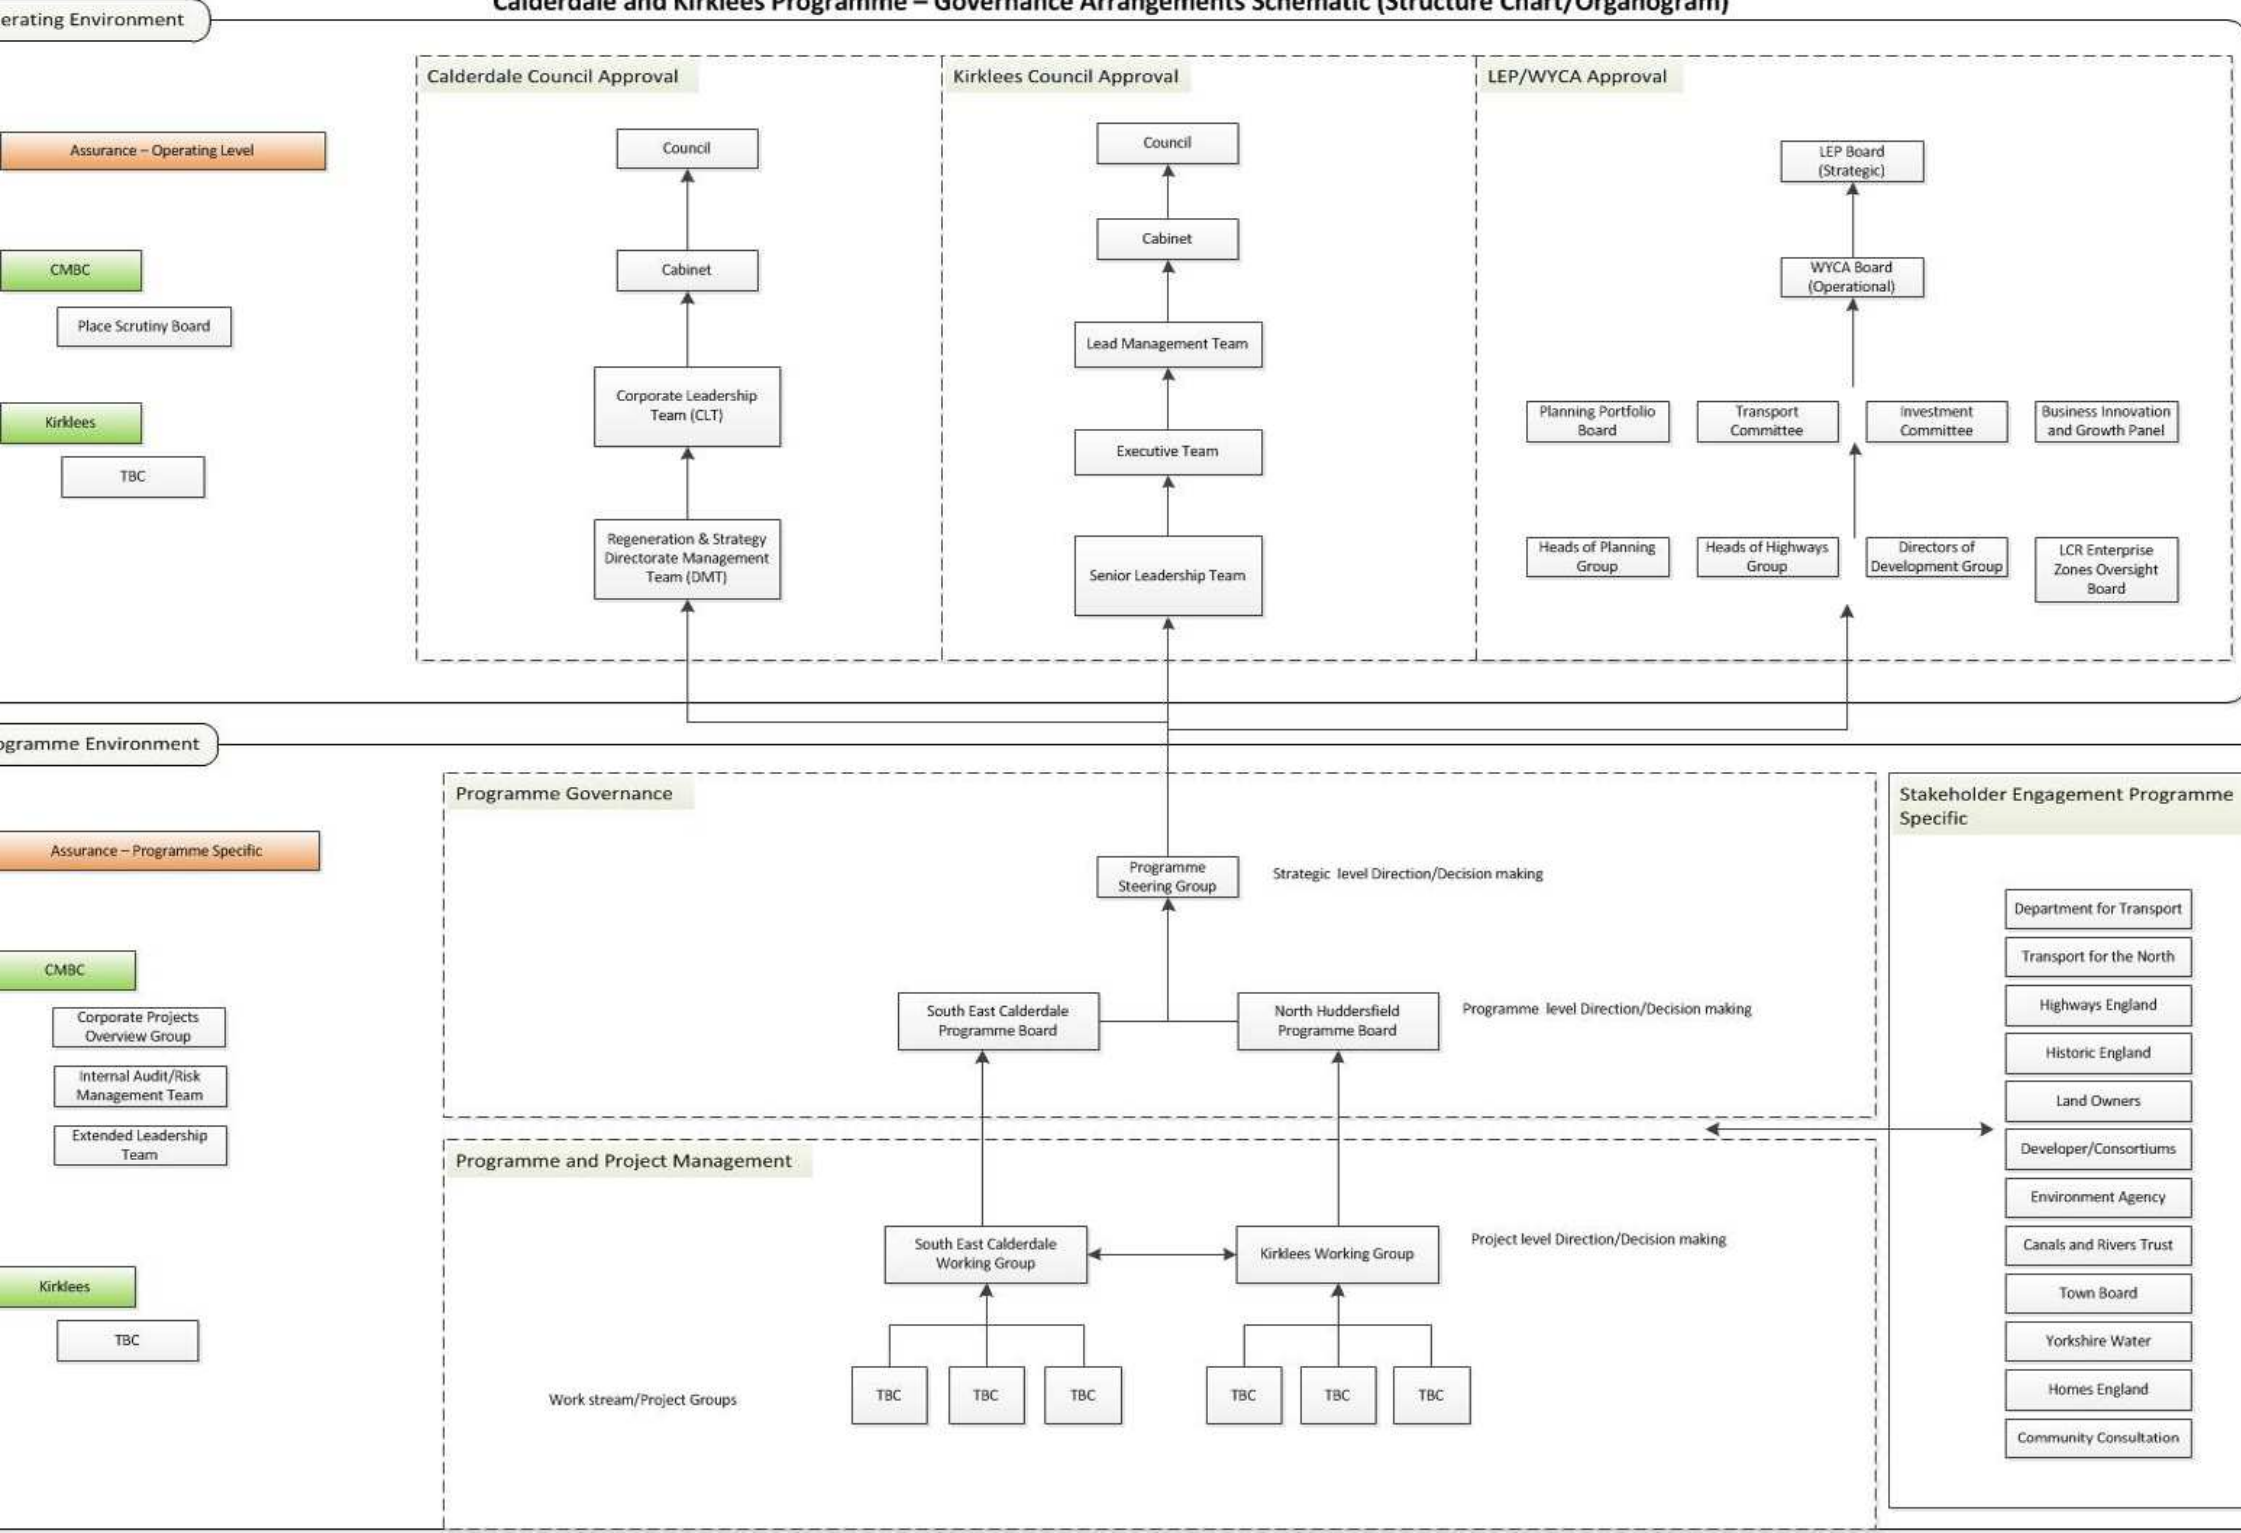 Calderdale and Kirklees Programme – Governance Arrangements Schematic (Structure Chart/Organogram)
erating Environment
Calderdale Council Approval
Kirklees Council Approval
LEP/WYCA Approval
Assurance – Operating Level
CMBC
Place Scrutiny Board
Kirklees
TBC
Council
Cabinet
Corporate Leadership
Team (CLT)
Regeneration & Strategy
Directorate Management
Team (DMT)
Council
Cabinet
Lead Management Team
Executive Team
Senior Leadership Team
LEP Board
(Strategic)
WYCA Board
(Operational)
Planning Portfolio
Board
Transport
Committee
Investment
Committee
Business Innovation
and Growth Panel
Heads of Planning
Group
Heads of Highways
Group
Directors of
Development Group
LCR Enterprise
Zones Oversight
Board
ogramme Environment
Assurance – Programme Specific
CMBC
Corporate Projects
Overview Group
Internal Audit/Risk
Management Team
Extended Leadership
Team
Kirklees
TBC
Programme Governance
Programme
Steering Group
Strategic level Direction/Decision making
South East Calderdale
Programme Board
North Huddersfield
Programme Board
Programme level Direction/Decision making
Programme and Project Management
South East Calderdale
Working Group
Kirklees Working Group
Project level Direction/Decision making
Work stream/Project Groups
TBC
TBC
TBC
TBC
TBC
TBC
Stakeholder Engagement Programme
Specific
Department for Transport
Transport for the North
Highways England
Historic England
Land Owners
Developer/Consortiums
Environment Agency
Canals and Rivers Trust
Town Board
Yorkshire Water
Homes England
Community Consultation